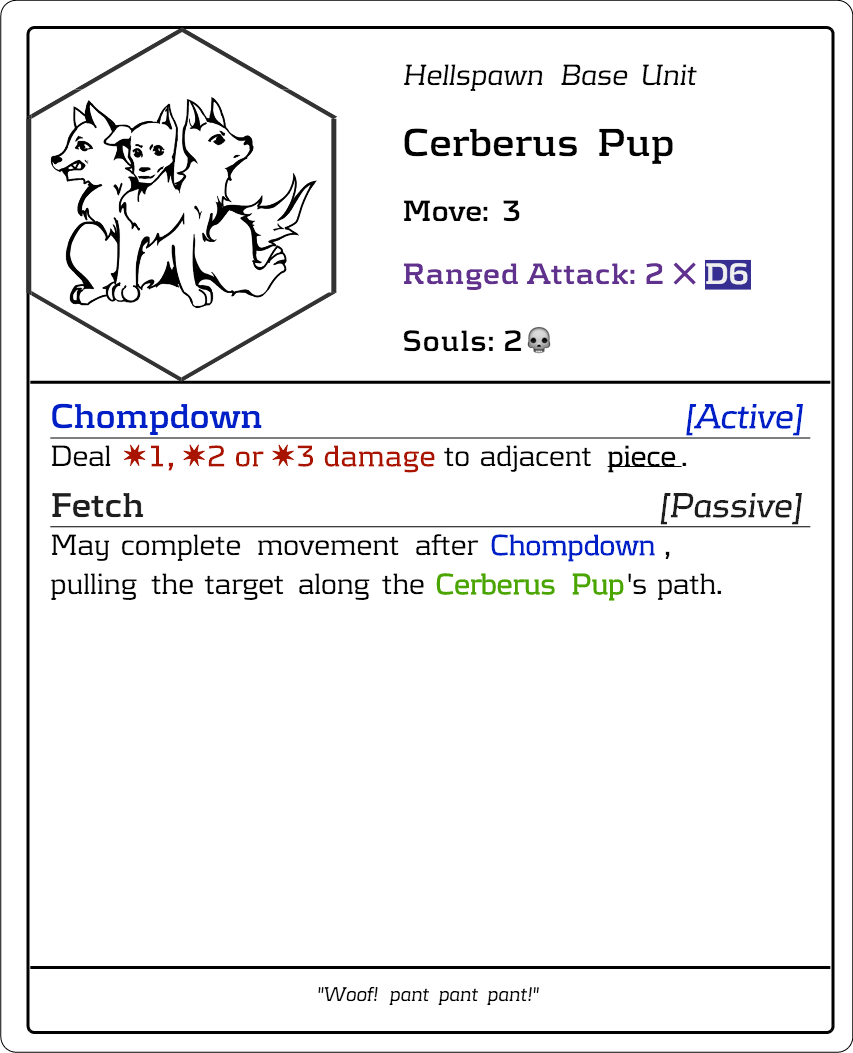 Hellspawn Base Unit
Cerberus Pup
Move: 3
Ranged Attack: 2 ✕ D6
Souls: 2💀
Chompdown [Active]
Deal ✷1, ✷2 or ✷3 damage to adjacent piece.
Fetch [Passive]
May complete movement after Chompdown ,
pulling the target along the Cerberus Pup's path.
"Woof! pant pant pant!"